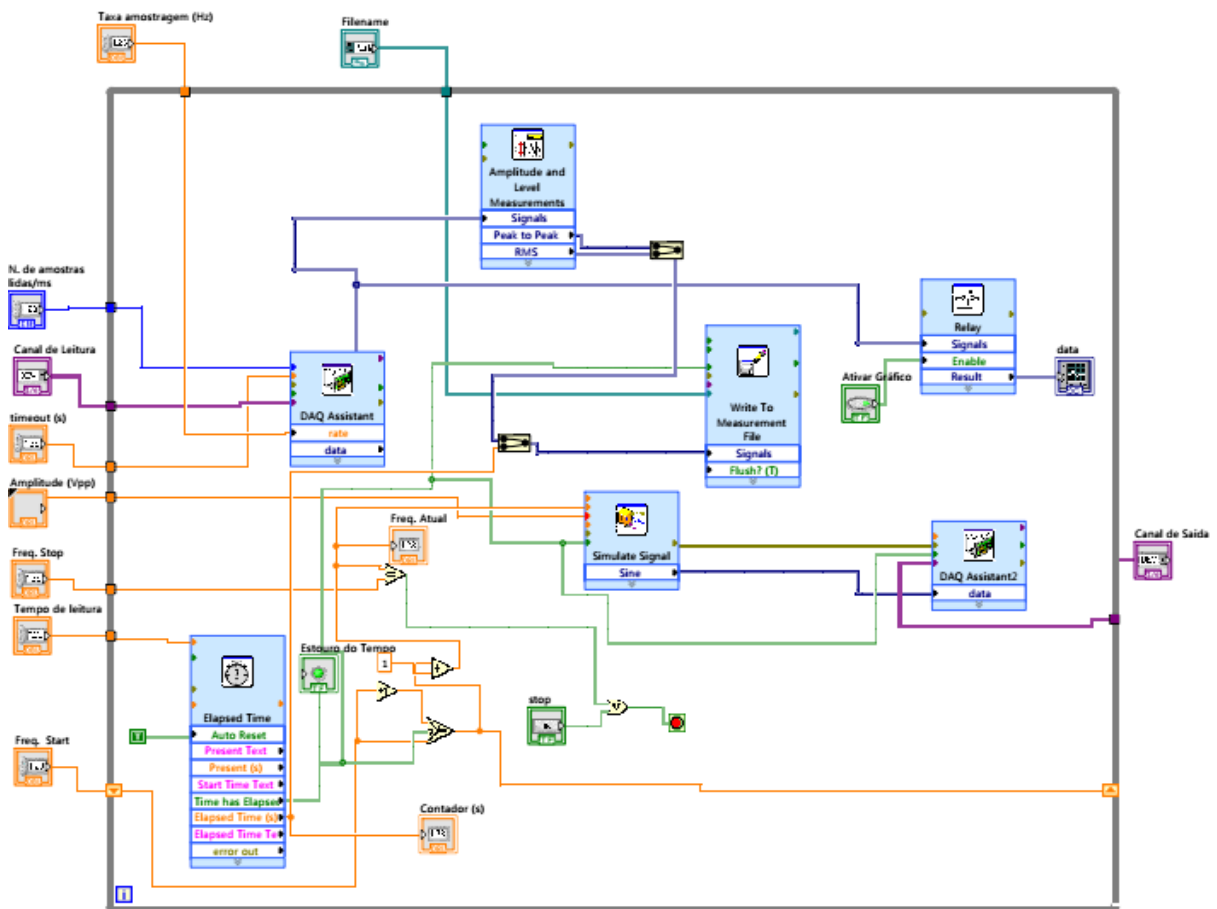 Taxa amostragem (Hz)
Filename
Amplitude and
Level
Measurements
Signals
Peak to Peak
RMS
N. de amostras
lidas/ms
Canal de Leitura
timeout (s)
Amplitude (Vpp)
DAQ Assistant
rate
data
Write To
Measurement
File
Signals
Flush? (T)
Relay
Signals
Enable
Result
data
Ativar Gráfico
Freq. Atual
Simulate Signal
Sine
DAQ Assistant2
data
Canal de Saída
Freq. Stop
Tempo de leitura
Freq. Start
Elapsed Time
Auto Reset
Present Text
Present (s)
Start Time Text
Time has Elapsed
Elapsed Time (s)
Elapsed Time Te
error out
T
Estouro do Tempo
1
stop
Contador (s)
i